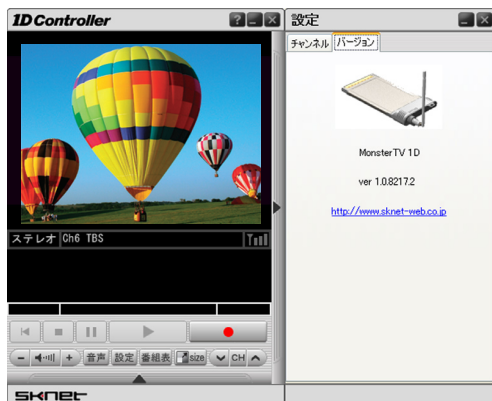 1D Controller
設定
チャンネル バージョン
MonsterTV 1D
ver 1.0.8217.2
http://www.sknet-web.co.jp
ステレオ Ch6 TBS
音声 設定 番組表 size CH
SKNET